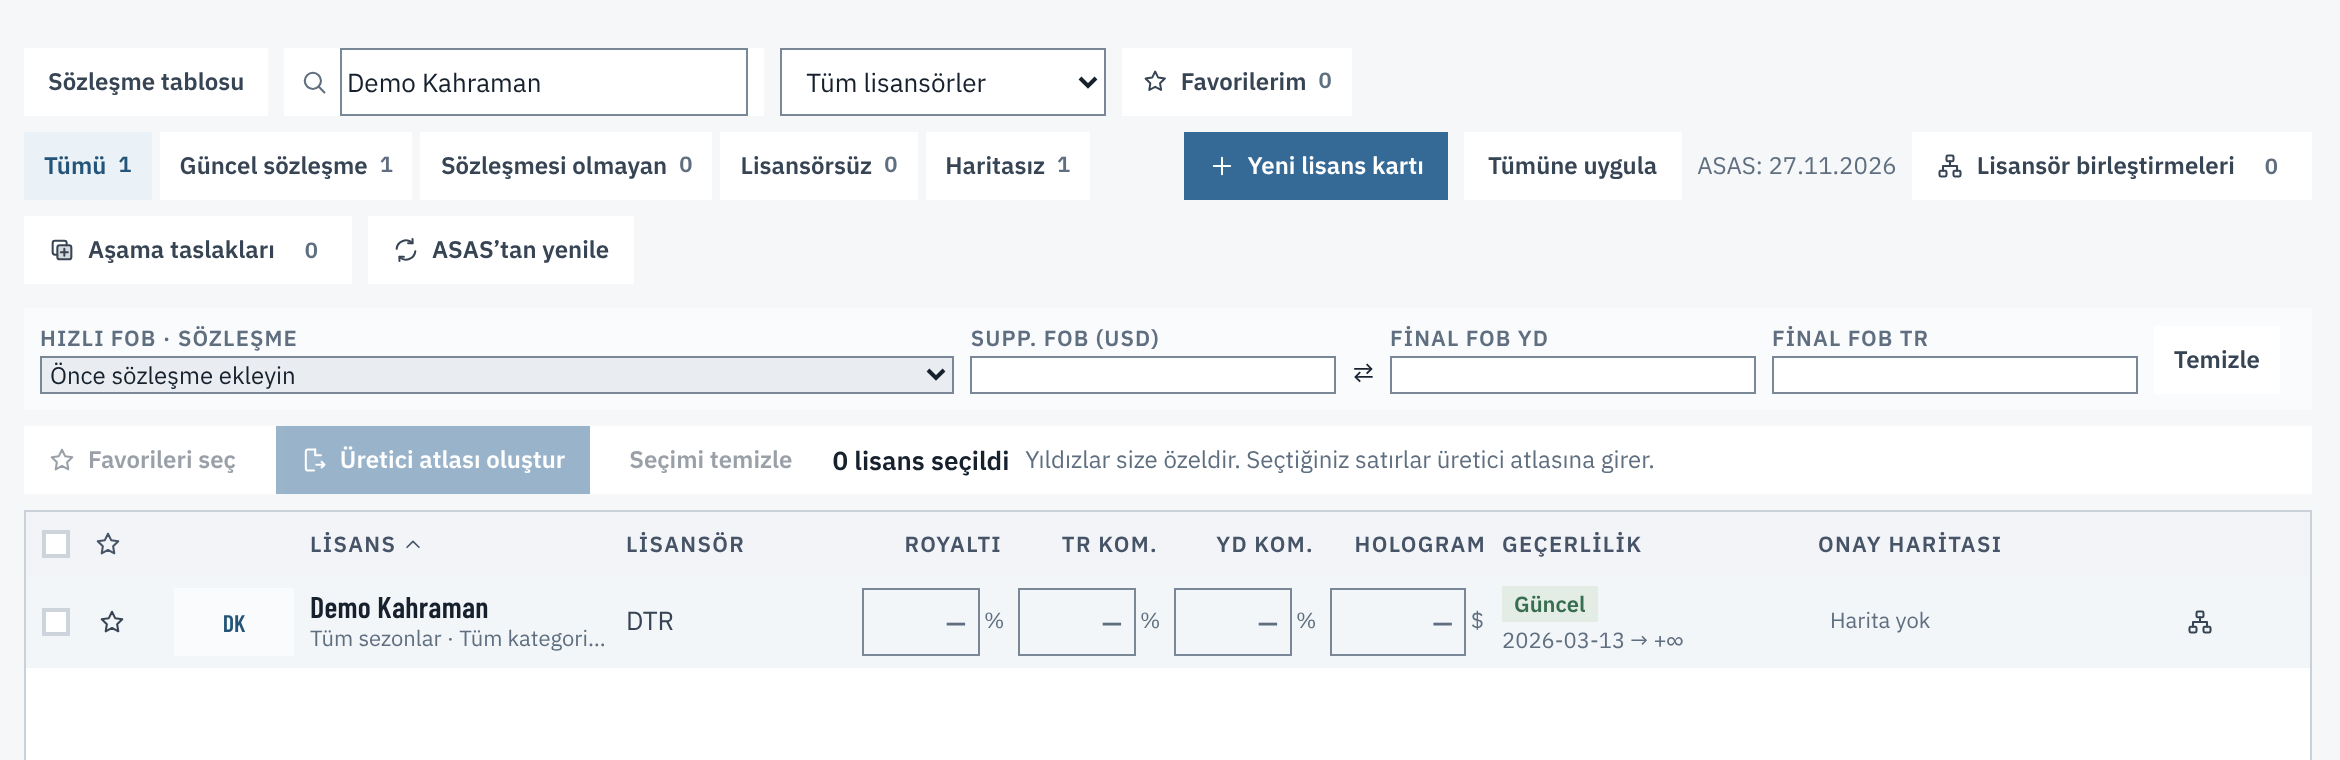 Sözleşme tablosu Demo Kahraman Tüm lisansörler Favorilerim 0
Tümü 1 Güncel sözleşme 1 Sözleşmesi olmayan 0 Lisansörsüz 0 Haritasız 1 Yeni lisans kartı Tümüne uygula ASAS: 27.11.2026 Lisansör birleştirmeleri 0
Aşama taslakları 0 ASAS’tan yenile
HIZLI FOB · SÖZLEŞME SUPP. FOB (USD) FİNAL FOB YD FİNAL FOB TR
Önce sözleşme ekleyin ⇄ Temizle
Favorileri seç Üretici atlası oluştur Seçimi temizle 0 lisans seçildi Yıldızlar size özeldir. Seçtiğiniz satırlar üretici atlasına girer.
LİSANS LİSANSÖR ROYALTI TR KOM. YD KOM. HOLOGRAM GEÇERLİLİK ONAY HARİTASI
DK Demo Kahraman DTR — % — % — % — $ Güncel Harita yok
Tüm sezonlar · Tüm kategori... 2026-03-13 → +∞